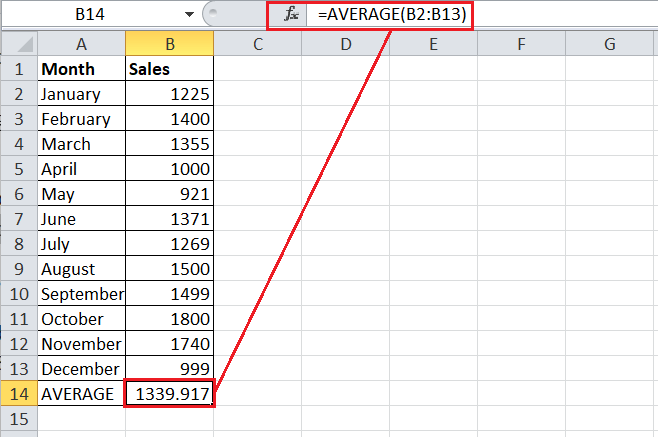 B14 fx =AVERAGE(B2:B13)
A B C D E F G
1 Month Sales
2 January 1225
3 February 1400
4 March 1355
5 April 1000
6 May 921
7 June 1371
8 July 1269
9 August 1500
10 September 1499
11 October 1800
12 November 1740
13 December 999
14 AVERAGE 1339.917
15